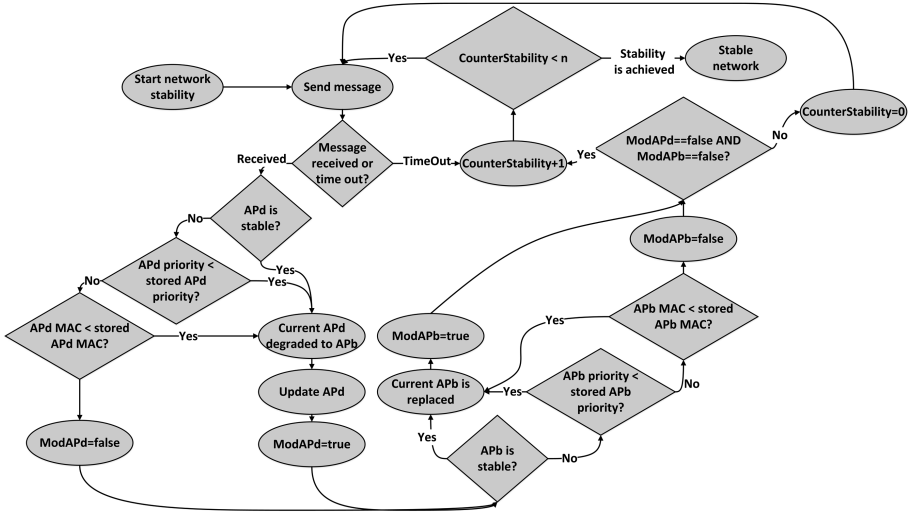 Start network
stability
Send message
Yes
CounterStability < n
Stability
is achieved
Stable
network
CounterStability=0
Message
received or
time out?
Received
TimeOut
CounterStability+1
Yes
ModAPd==false AND
ModAPb==false?
No
APd is
stable?
No
Yes
APd priority <
stored APd
priority?
Yes
No
APd MAC < stored
APd MAC?
Yes
Current APd
degraded to APb
Update APd
ModAPd=true
ModAPd=false
ModAPb=false
ModAPb=true
APb MAC < stored
APb MAC?
Yes
Current APb is
replaced
Yes
APb priority <
stored APb
priority?
No
Yes
APb is
stable?
No